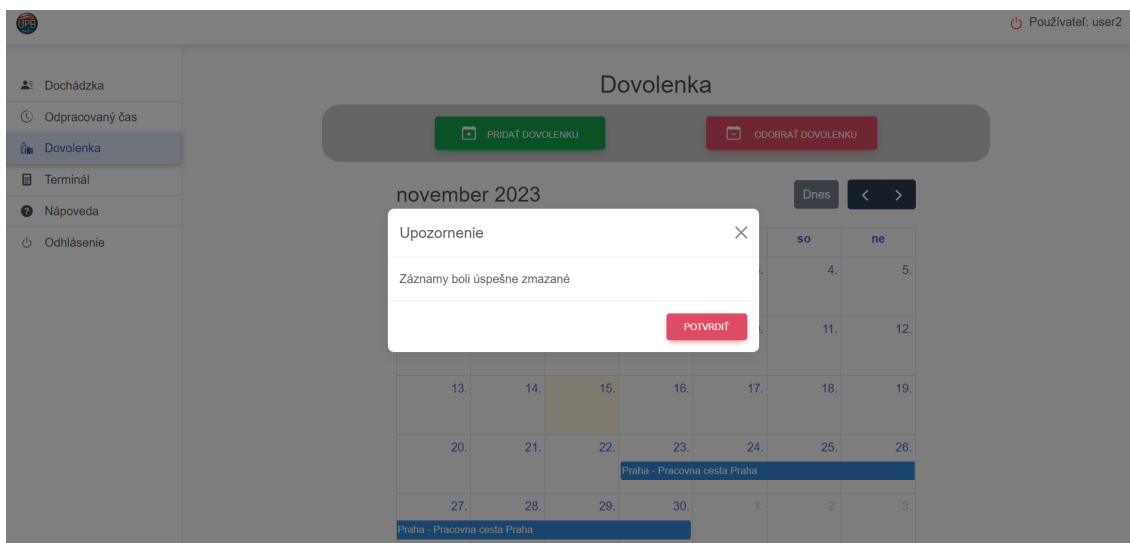 UPB
Používateľ: user2
Dochádzka
Odpracovaný čas
Dovolenka
Terminál
Nápoveda
Odhlásenie
Dovolenka
PRIDAŤ DOVOLENKU
ODOBRAŤ DOVOLENKU
november 2023
Dnes
Upozornenie
so ne
Záznamy boli úspešne zmazané
4. 5.
POTVRDIŤ
11. 12.
13. 14. 15. 16. 17. 18. 19.
20. 21. 22. 23. 24. 25. 26.
Praha - Pracovna cesta Praha
27. 28. 29. 30. 1. 2. 3.
Praha - Pracovna cesta Praha